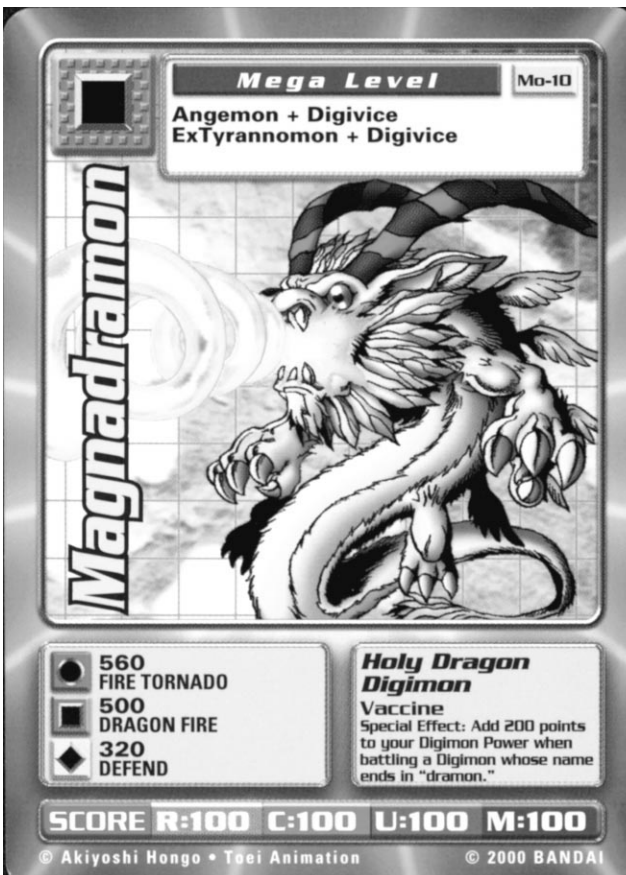 Mega Level
Mo-10
Angemon + Digivice
ExTyrannomon + Digivice
Magnadramon
560
FIRE TORNADO
500
DRAGON FIRE
320
DEFEND
Holy Dragon
Digimon
Vaccine
Special Effect: Add 200 points
to your Digimon Power when
battling a Digimon whose name
ends in “dramon.”
SCORE R:100 C:100 U:100 M:100
© Akiyoshi Hongo • Toei Animation © 2000 BANDAI